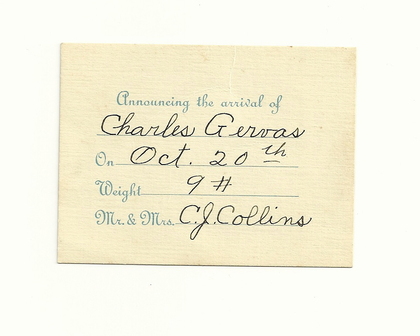 Announcing the arrival of
Charles Gervas
On Oct. 20th
Weight 9 #
Mr. & Mrs. C.J. Collins